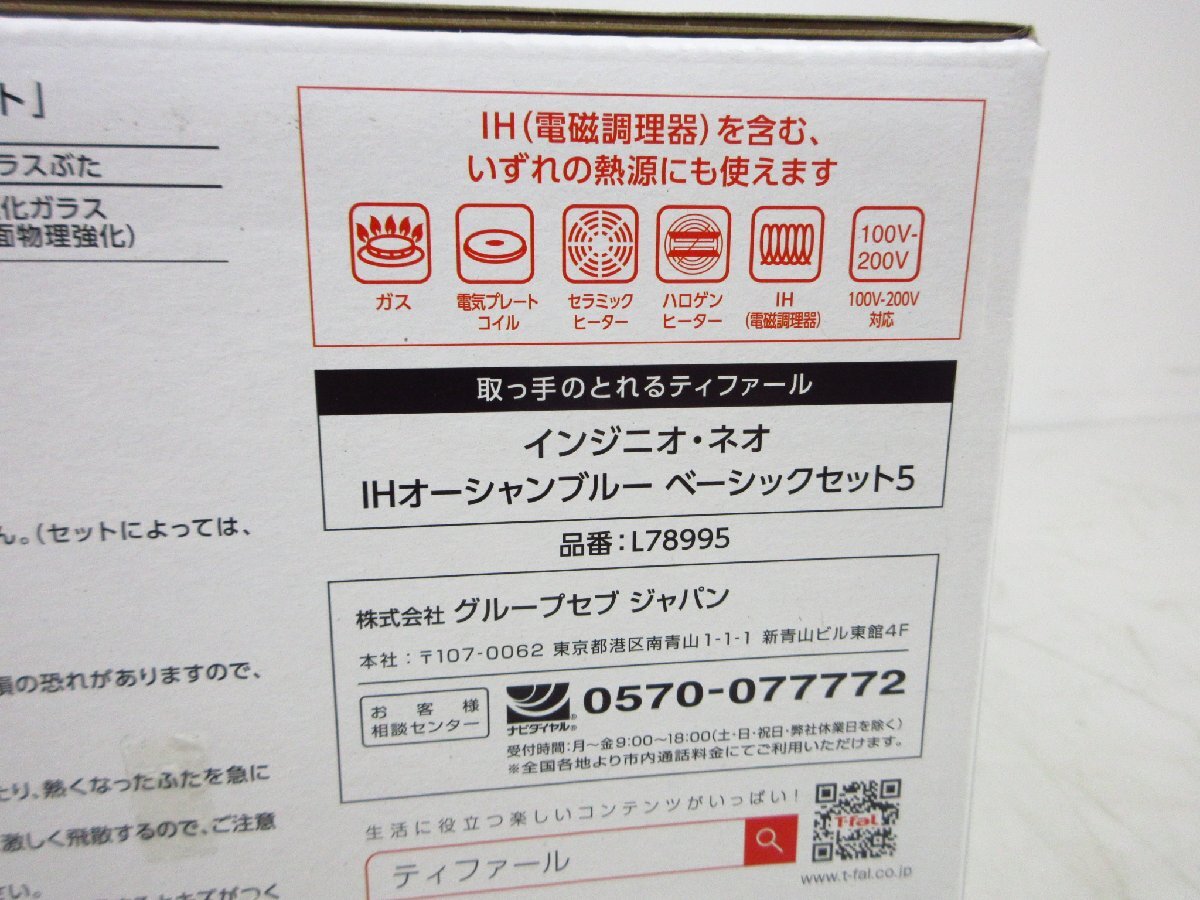 ト」
ラスぶた
化ガラス
面物理強化)
ん。(セットによっては、
損の恐れがありますので、
たり、熱くなったふたを急に
激しく飛散するので、ご注意
さい。
IH(電磁調理器)を含む、
いずれの熱源にも使えます
100V-
200V
ガス
電気プレート
コイル
セラミック
ヒーター
ハロゲン
ヒーター
IH
(電磁調理器)
100V-200V
対応
取っ手のとれるティファール
インジニオ・ネオ
IHオーシャンブルー ベーシックセット5
品番:L78995
株式会社 グループセブ ジャパン
本社:〒107-0062 東京都港区南青山1-1-1 新青山ビル東館4F
お客様
相談センター
ナビダイヤル®
0570-077772
受付時間:月~金9:00~18:00(土・日・祝日・弊社休業日を除く)
※全国各地より市内通話料金にてご利用いただけます。
生活に役立つ楽しいコンテンツがいっぱい!
ティファール
T-fal
www.t-fal.co.jp